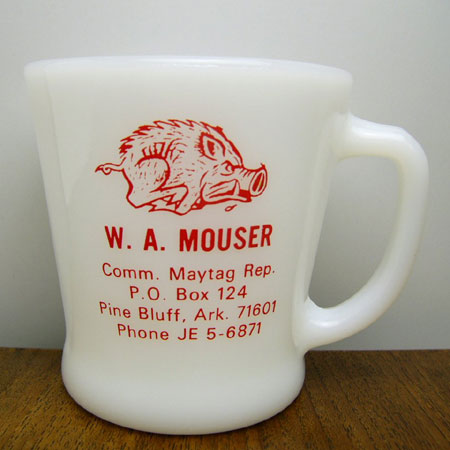 W. A. MOUSER
Comm. Maytag Rep.
P.O. Box 124
Pine Bluff, Ark. 71601
Phone JE 5-6871